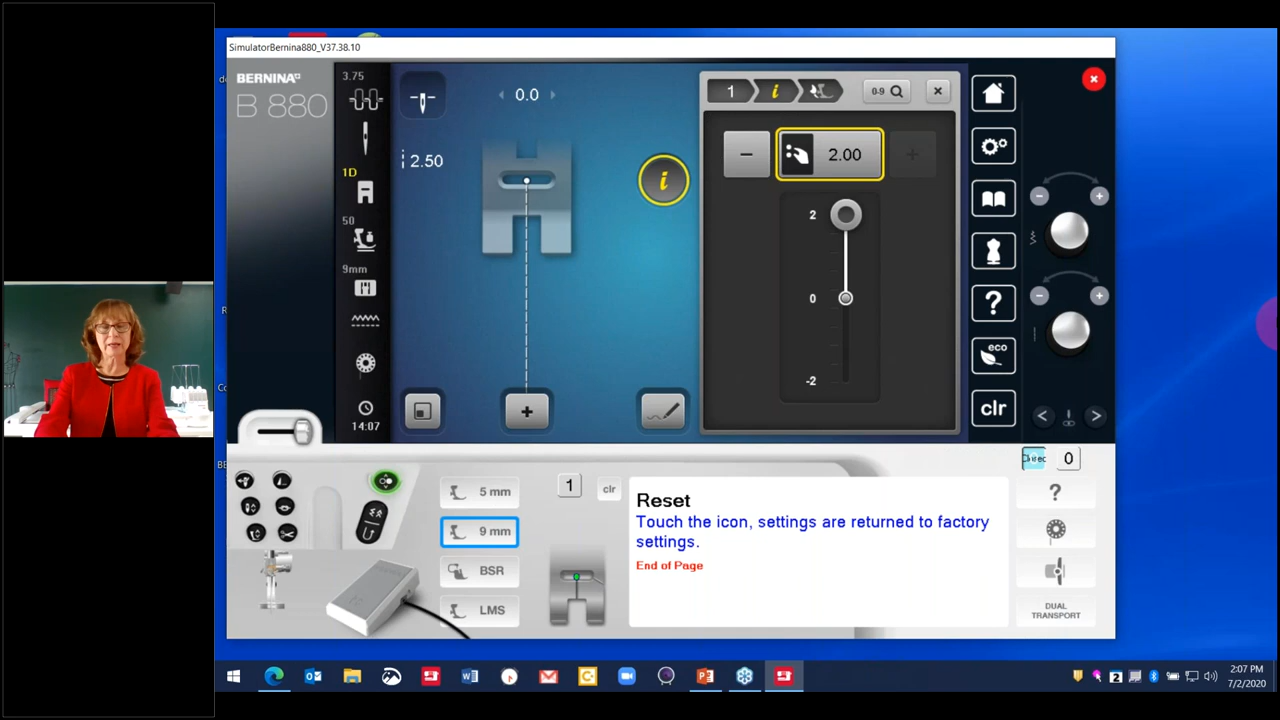 SimulatorBernina880_V37.38.10
BERNINA
B 880
3.75
1D
50
9mm
14:07
0.0
2.50
i
1
i
0-9
2.00
2
0
-2
?
eco
clr
0
5 mm
9 mm
BSR
LMS
1
clr
Reset
Touch the icon, settings are returned to factory
settings.
End of Page
?
DUAL
TRANSPORT
2:07 PM
7/2/2020